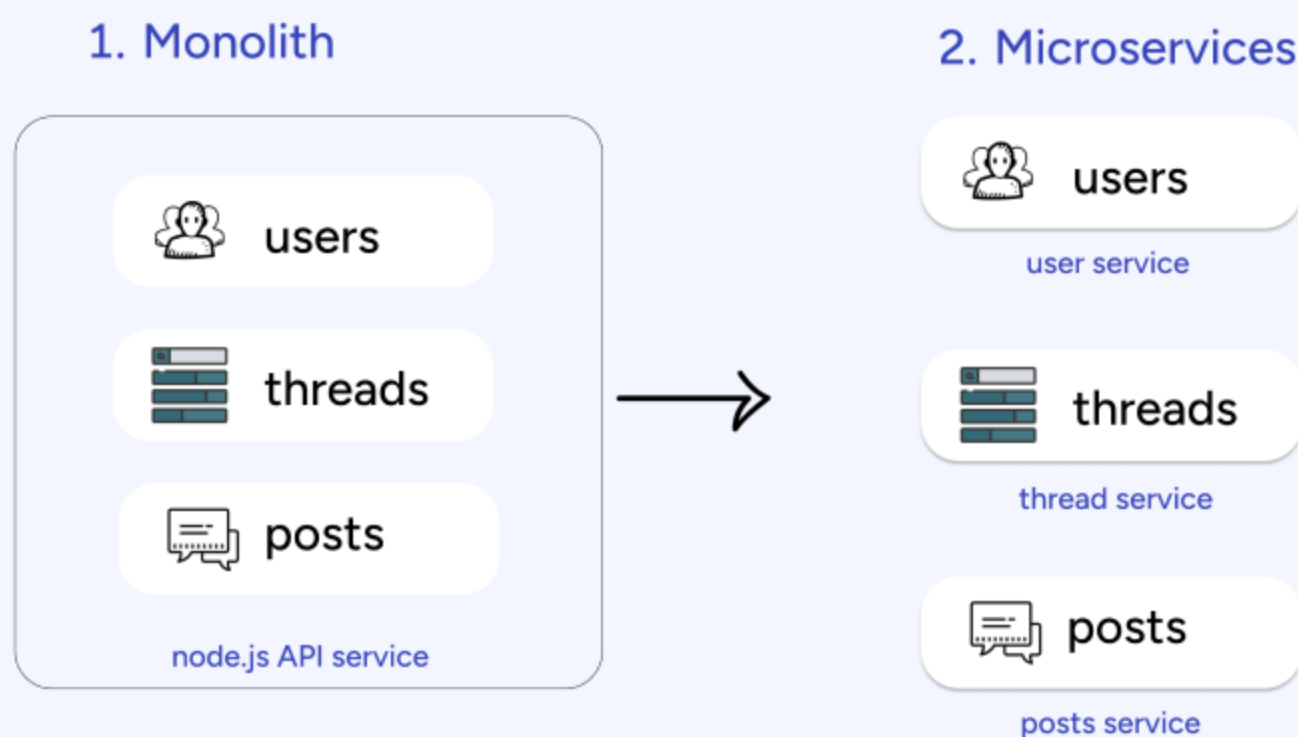 1. Monolith
users
threads
posts
node.js API service
2. Microservices
users
user service
threads
thread service
posts
posts service